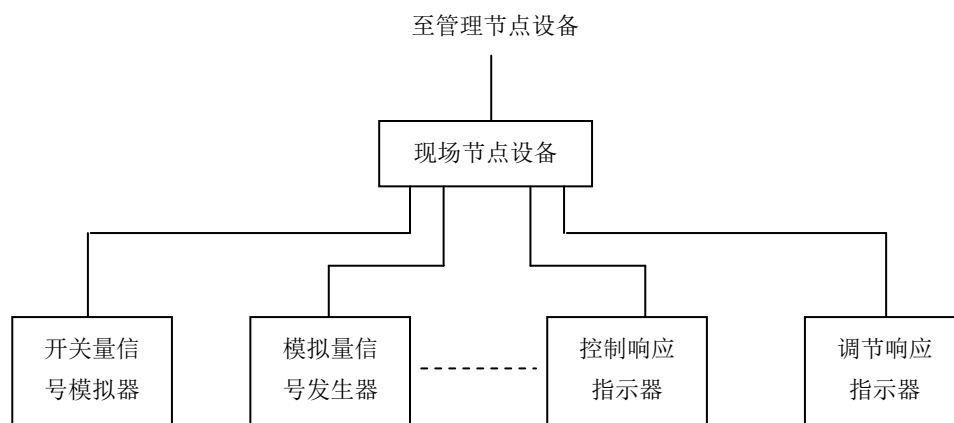 至管理节点设备
现场节点设备
开关量信
号模拟器
模拟量信
号发生器
控制响应
指示器
调节响应
指示器